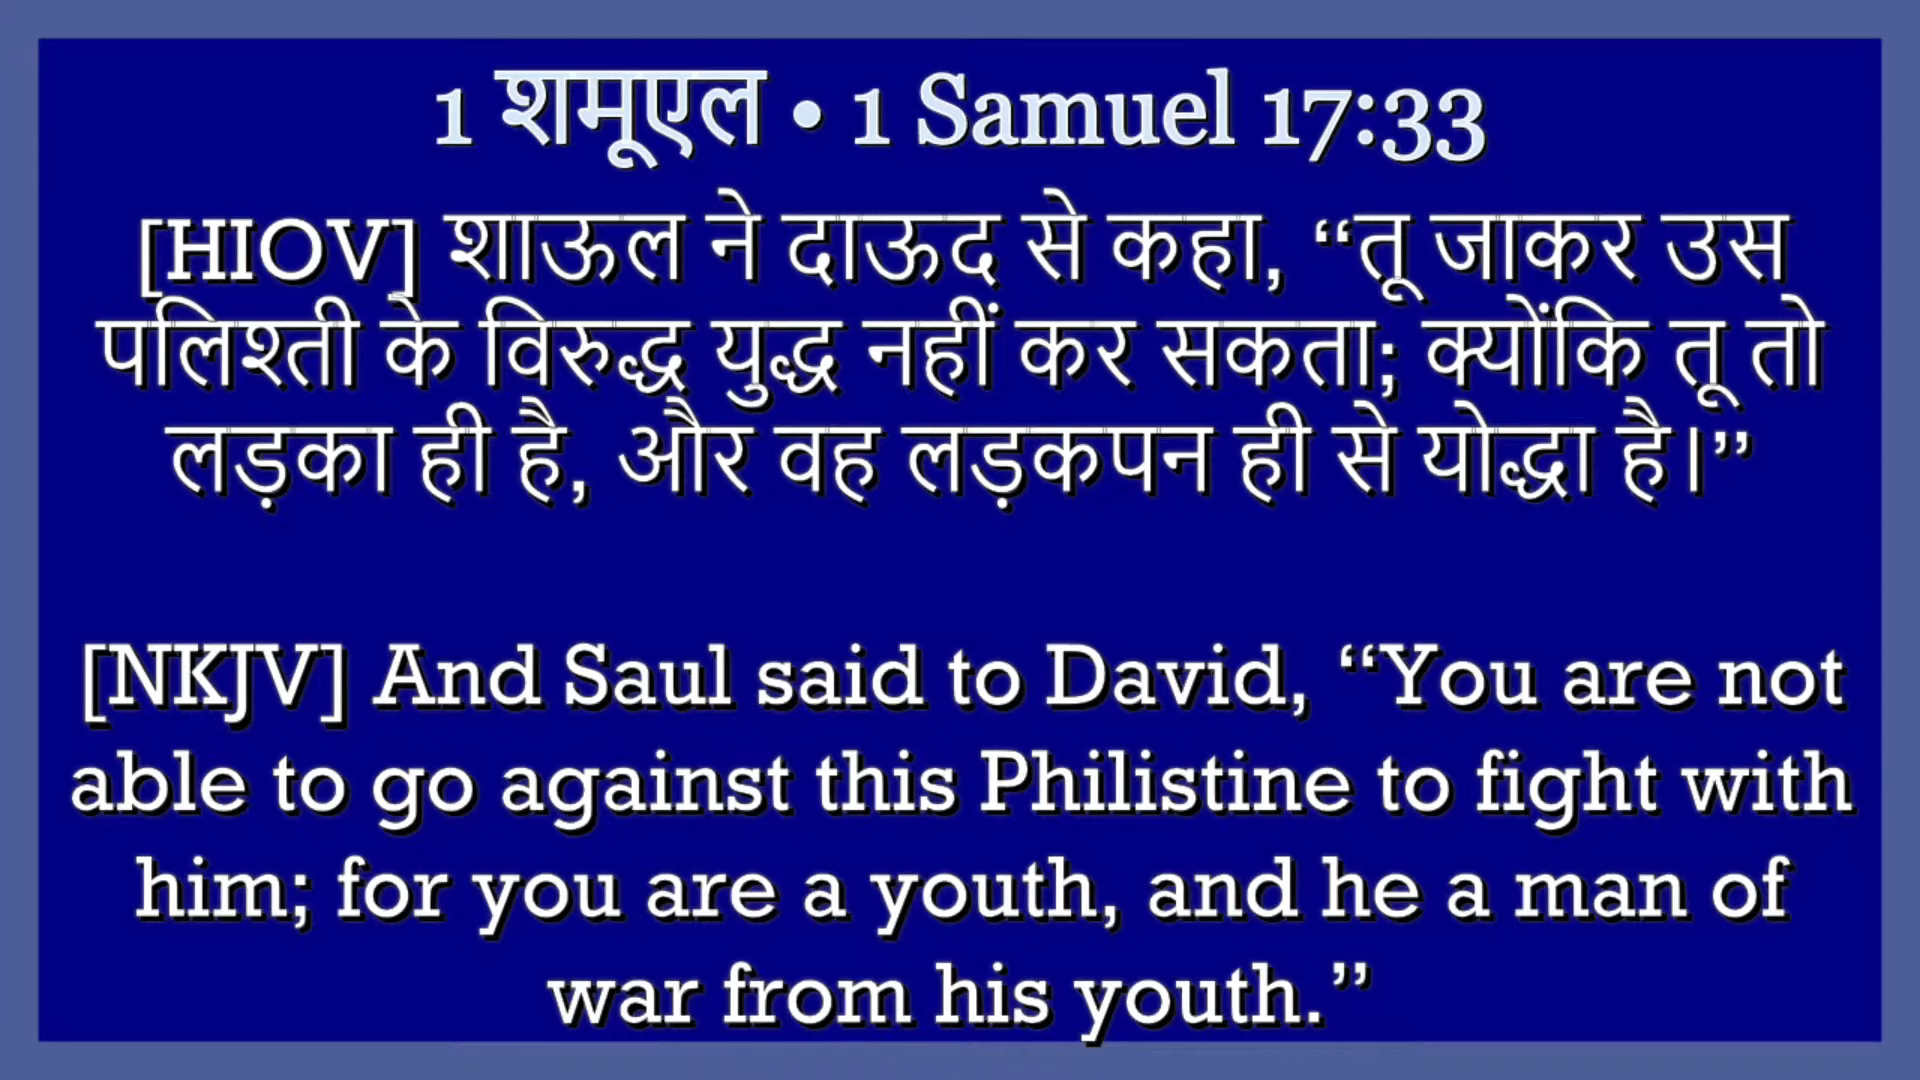 1 शमूएल • 1 Samuel 17:33
[HIOV] शाऊल ने दाऊद से कहा, “तू जाकर उस
पलिश्ती के विरुद्ध युद्ध नहीं कर सकता; क्योंकि तू तो
लड़का ही है, और वह लड़कपन ही से योद्धा है।”
[NKJV] And Saul said to David, “You are not
able to go against this Philistine to fight with
him; for you are a youth, and he a man of
war from his youth.”